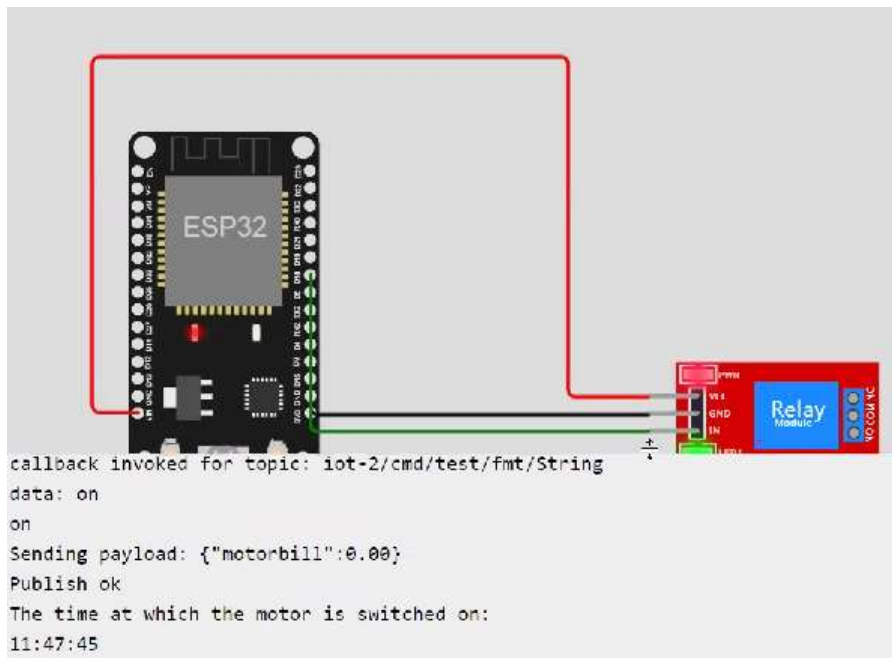 ESP32
PWR
VCC
GND
IN
Relay
Module
callback invoked for topic: iot-2/cmd/test/fmt/String
data: on
on
Sending payload: {"motorbill":0.00}
Publish ok
The time at which the motor is switched on:
11:47:45